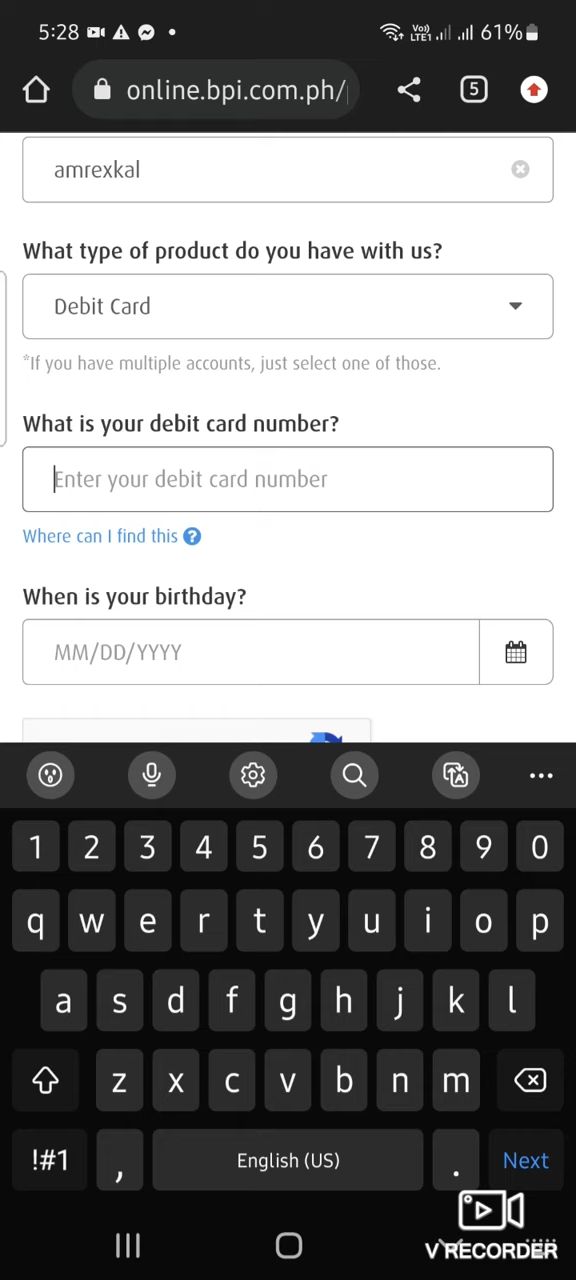 5:28 Vo) LTE1 61%
online.bpi.com.ph/ 5
amrexkal
What type of product do you have with us?
Debit Card
*If you have multiple accounts, just select one of those.
What is your debit card number?
Enter your debit card number
Where can I find this ?
When is your birthday?
MM/DD/YYYY
1 2 3 4 5 6 7 8 9 0
q w e r t y u i o p
a s d f g h j k l
z x c v b n m
!#1 , English (US) . Next
V RECORDER